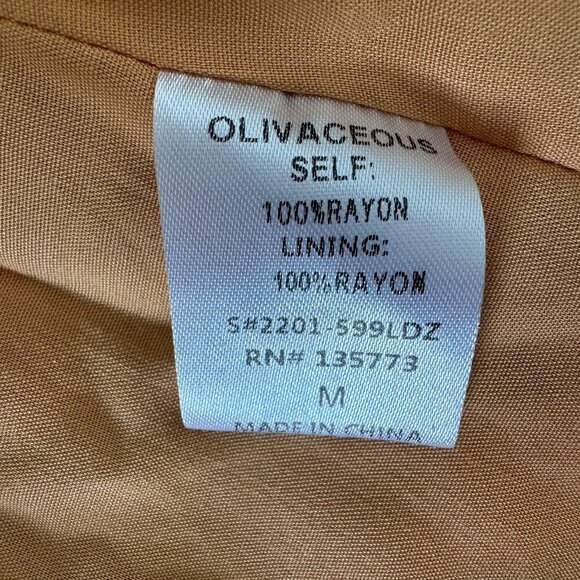 OLIVACEOUS
SELF:
100%RAYON
LINING:
100%RAYON
S#2201-599LDZ
RN# 135773
M
MADE IN CHINA